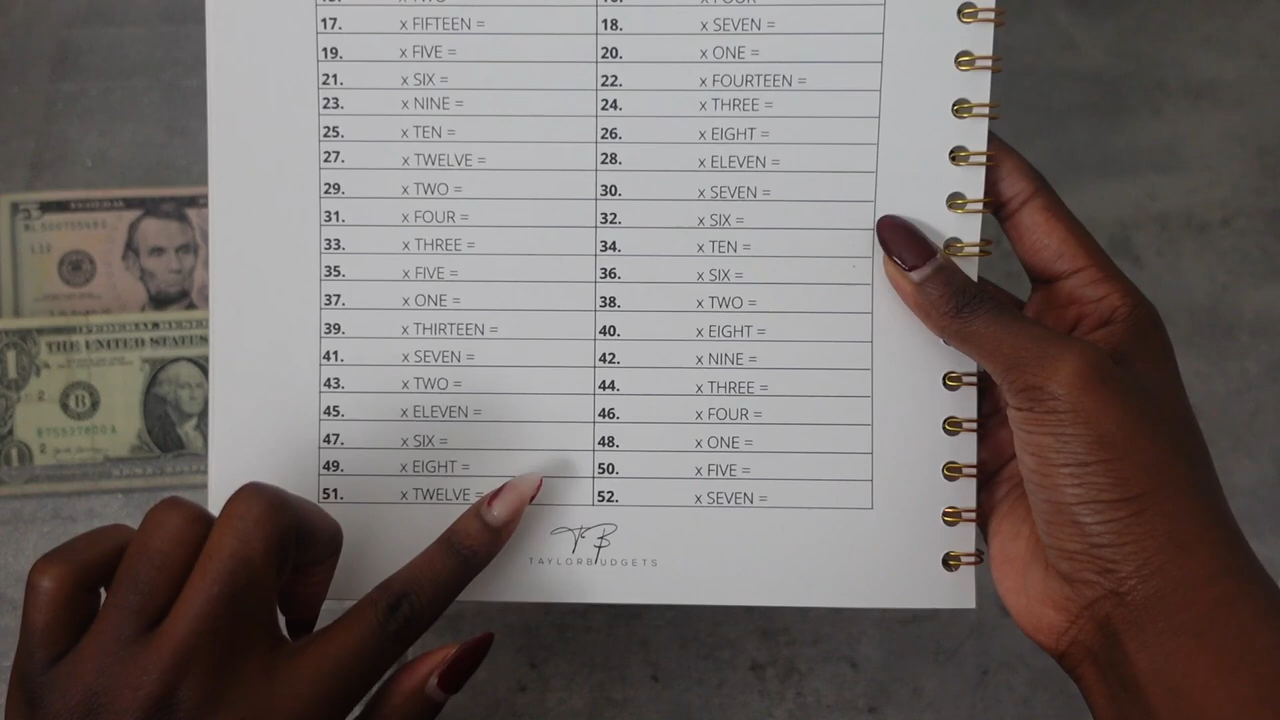 17. x FIFTEEN = 18. x SEVEN =
19. x FIVE = 20. x ONE =
21. x SIX = 22. x FOURTEEN =
23. x NINE = 24. x THREE =
25. x TEN = 26. x EIGHT =
27. x TWELVE = 28. x ELEVEN =
29. x TWO = 30. x SEVEN =
31. x FOUR = 32. x SIX =
33. x THREE = 34. x TEN =
35. x FIVE = 36. x SIX =
37. x ONE = 38. x TWO =
39. x THIRTEEN = 40. x EIGHT =
41. x SEVEN = 42. x NINE =
43. x TWO = 44. x THREE =
45. x ELEVEN = 46. x FOUR =
47. x SIX = 48. x ONE =
49. x EIGHT = 50. x FIVE =
51. x TWELVE = 52. x SEVEN =
TB
TAYLORBUDGETS
5
FEDERAL RESER
THE UNITED STATES
1
B